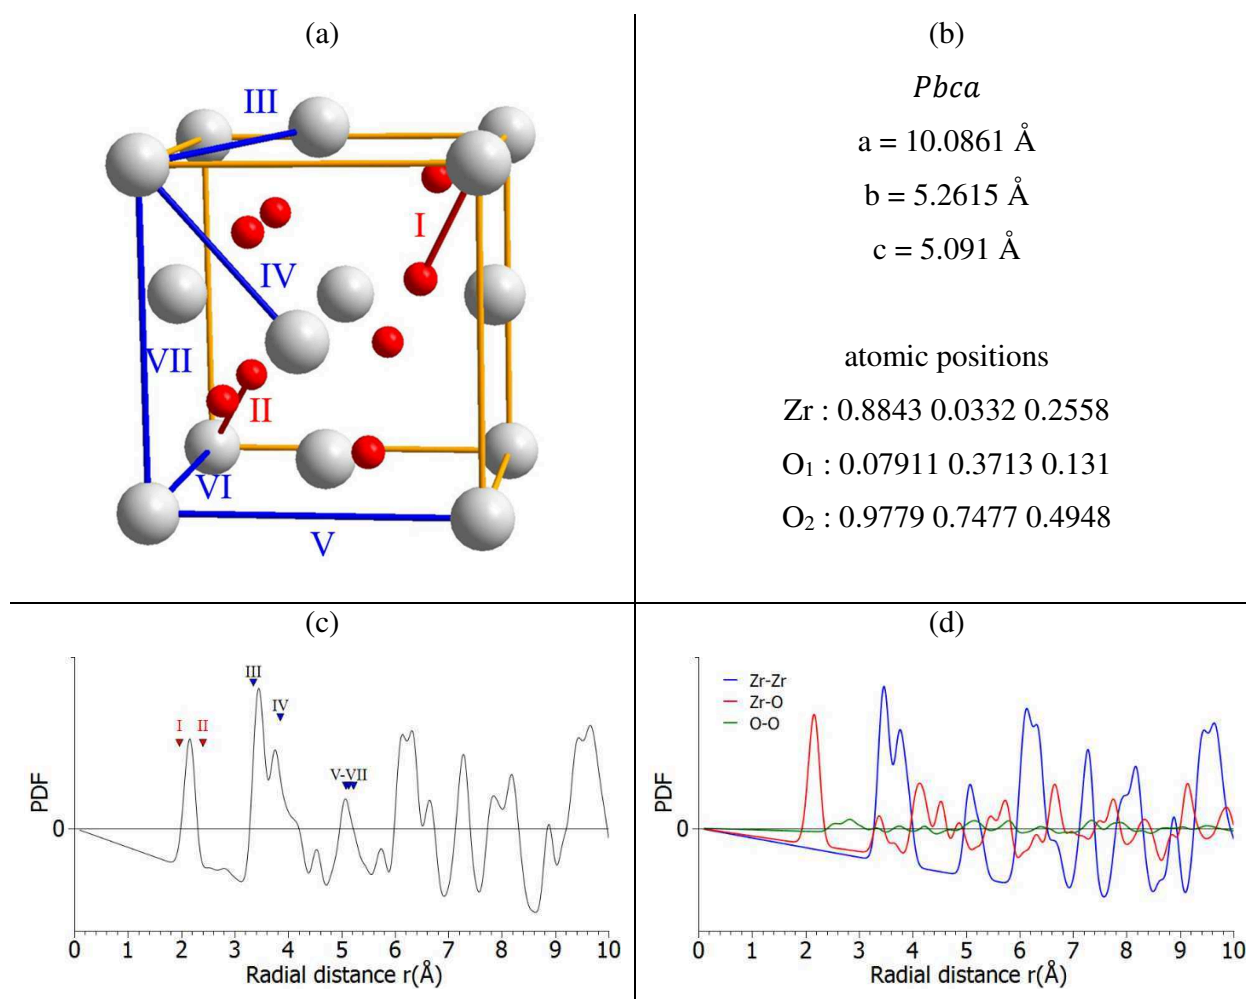 (a)
III
I
IV
VII
II
VI
V
(b)
Pbca
a = 10.0861 Å
b = 5.2615 Å
c = 5.091 Å
atomic positions
Zr : 0.8843 0.0332 0.2558
O₁ : 0.07911 0.3713 0.131
O₂ : 0.9779 0.7477 0.4948
(c)
III
IV
I II
V-VII
PDF
0
0 1 2 3 4 5 6 7 8 9 10
Radial distance r(Å)
(d)
Zr-Zr
Zr-O
O-O
PDF
0
0 1 2 3 4 5 6 7 8 9 10
Radial distance r(Å)